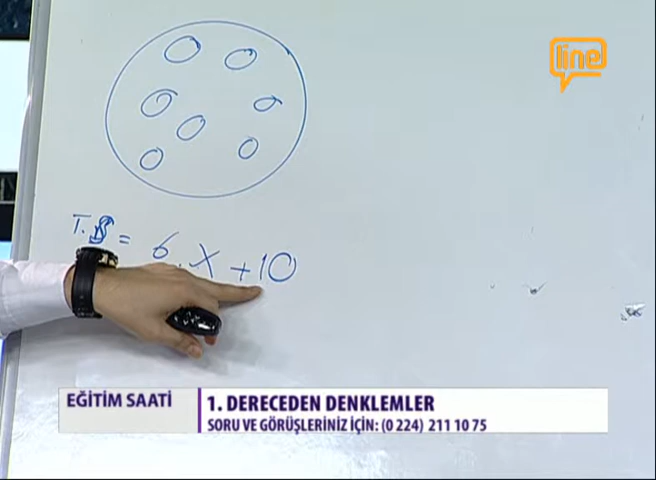 line
T.B = 6.x + 10
EĞİTİM SAATİ
1. DERECEDEN DENKLEMLER
SORU VE GÖRÜŞLERİNİZ İÇİN: (0 224) 211 10 75